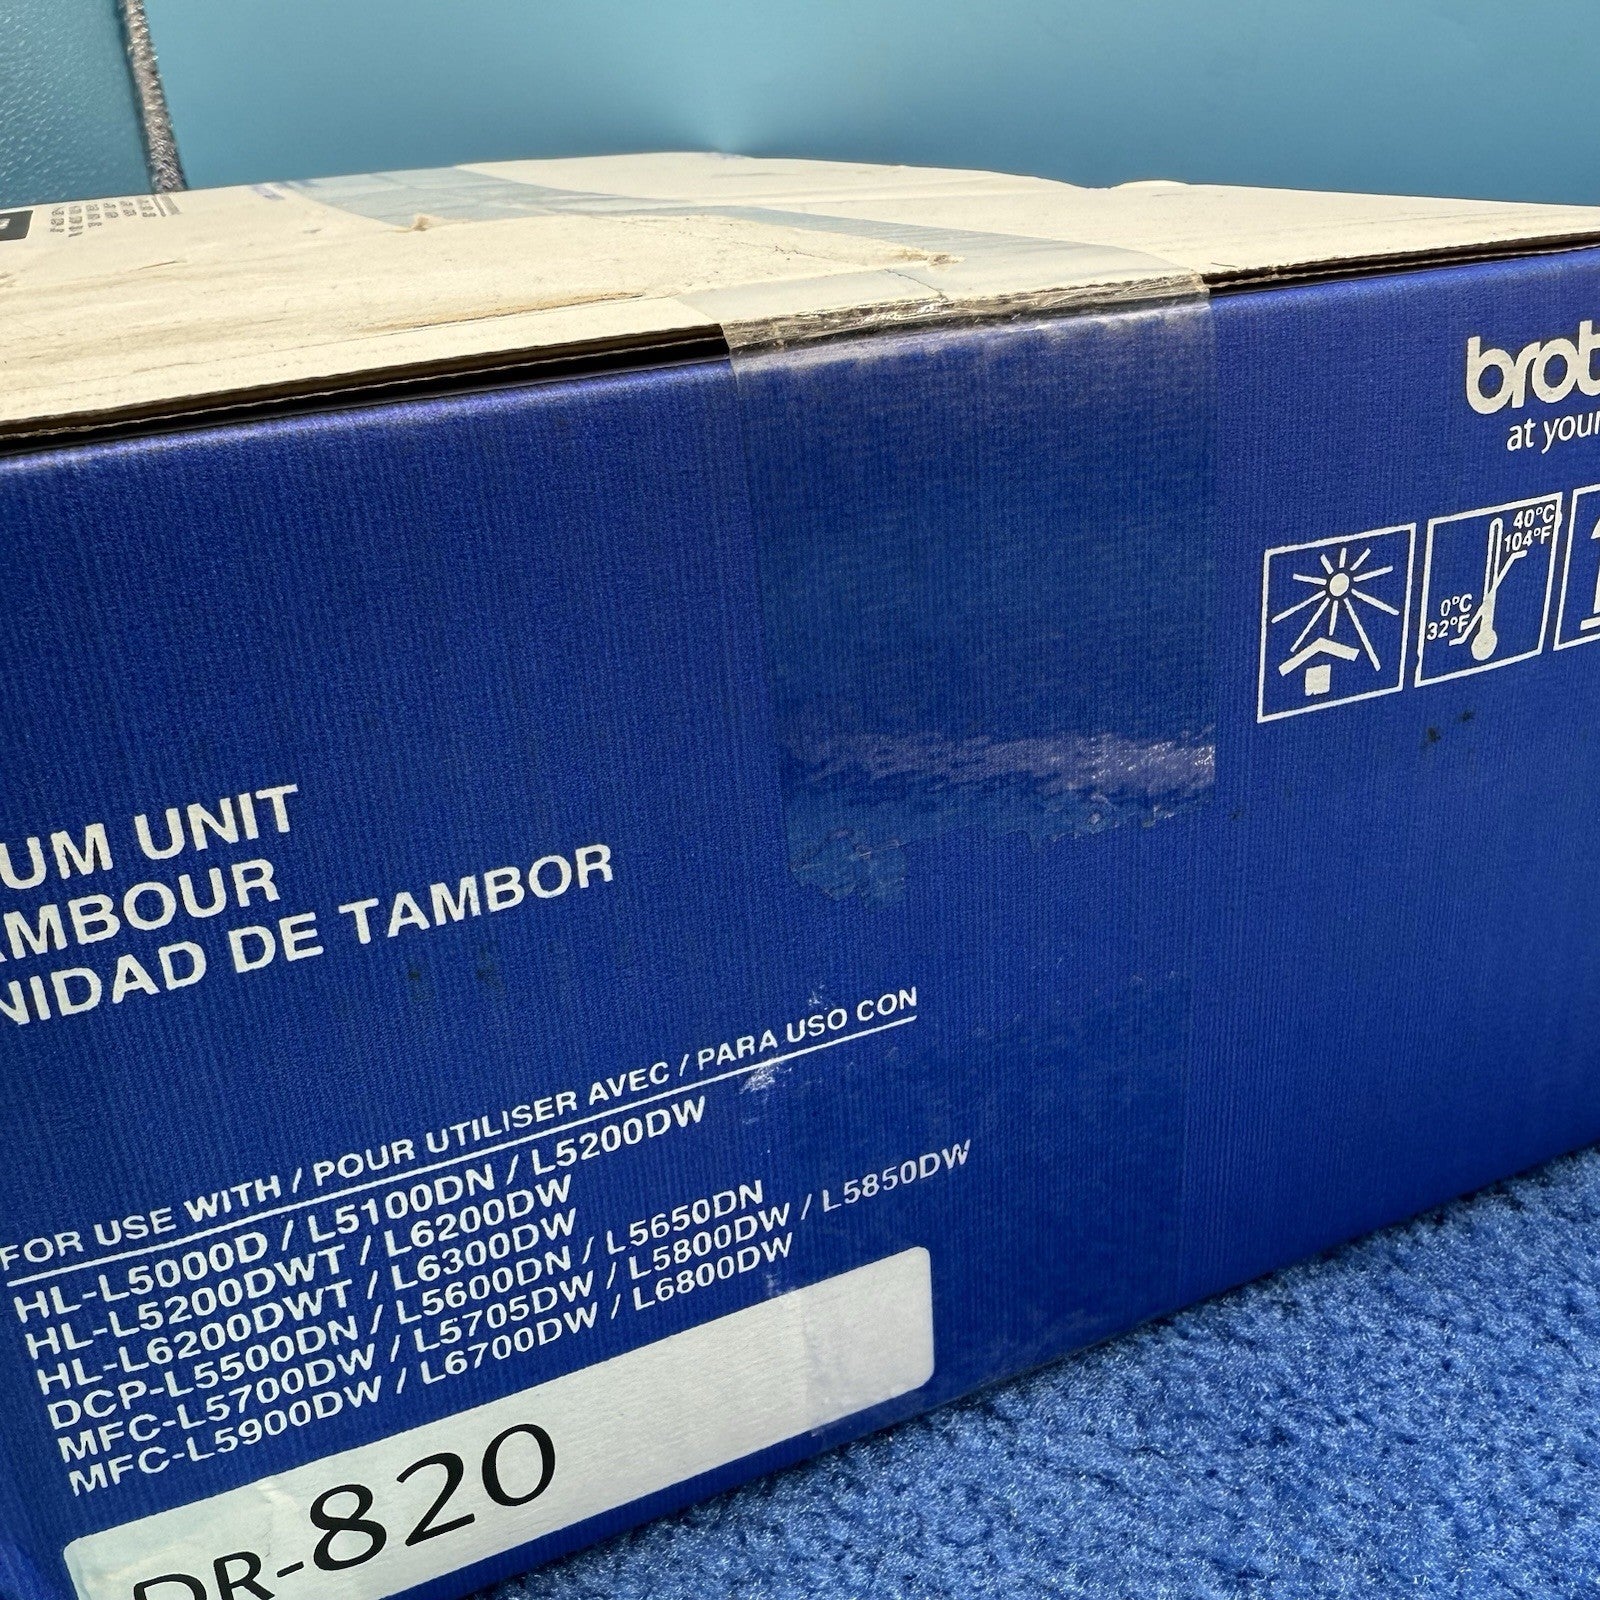 brot
at your
40°C
104°F
0°C
32°F
UM UNIT
AMBOUR
NIDAD DE TAMBOR
FOR USE WITH / POUR UTILISER AVEC / PARA USO CON
HL-L5000D / L5100DN / L5200DW
HL-L5200DWT / L6200DW
HL-L6200DWT / L6300DW
DCP-L5500DN / L5600DN / L5650DN
MFC-L5700DW / L5705DW / L5800DW / L5850DW
MFC-L5900DW / L6700DW / L6800DW
DR-820